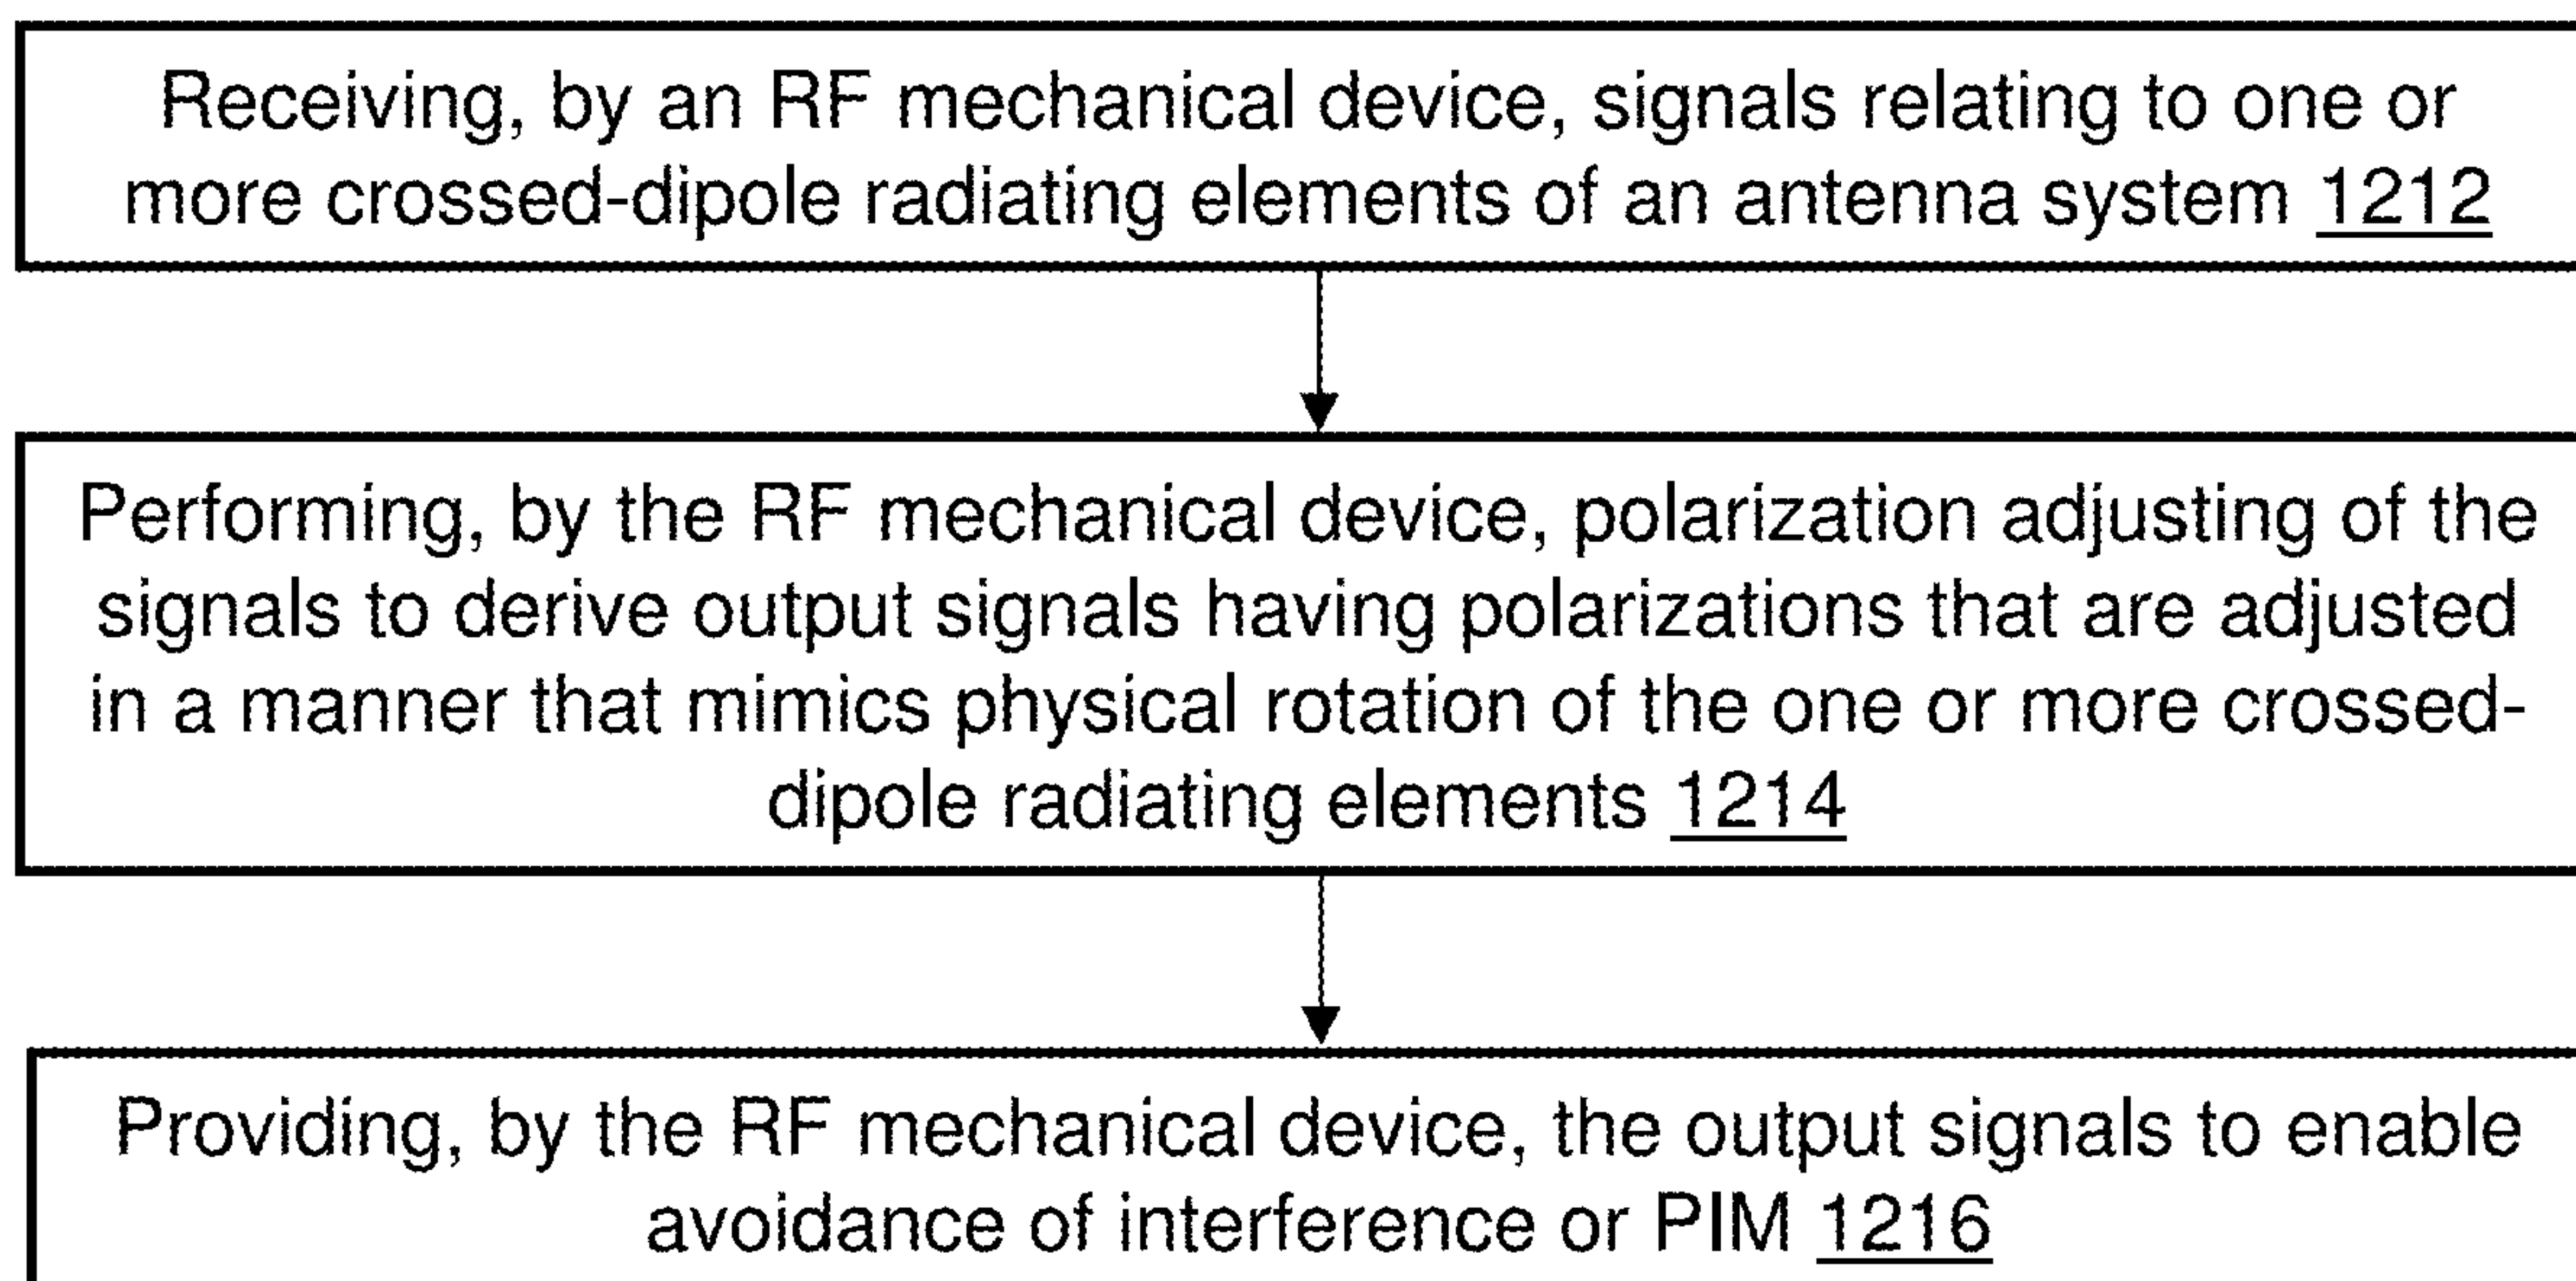 Receiving, by an RF mechanical device, signals relating to one or
more crossed-dipole radiating elements of an antenna system 1212
Performing, by the RF mechanical device, polarization adjusting of the
signals to derive output signals having polarizations that are adjusted
in a manner that mimics physical rotation of the one or more crossed-
dipole radiating elements 1214
Providing, by the RF mechanical device, the output signals to enable
avoidance of interference or PIM 1216